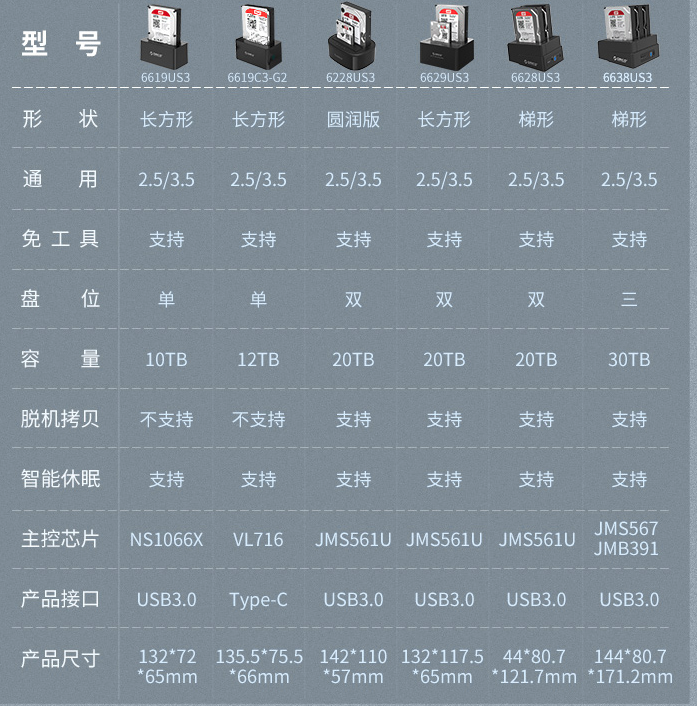 型 号
6619US3 6619C3-G2 6228US3 6629US3 6628US3 6638US3
形 状 长方形 长方形 圆润版 长方形 梯形 梯形
通 用 2.5/3.5 2.5/3.5 2.5/3.5 2.5/3.5 2.5/3.5 2.5/3.5
免 工 具 支持 支持 支持 支持 支持 支持
盘 位 单 单 双 双 双 三
容 量 10TB 12TB 20TB 20TB 20TB 30TB
脱机拷贝 不支持 不支持 支持 支持 支持 支持
智能休眠 支持 支持 支持 支持 支持 支持
主控芯片 NS1066X VL716 JMS561U JMS561U JMS561U JMS567
JMB391
产品接口 USB3.0 Type-C USB3.0 USB3.0 USB3.0 USB3.0
产品尺寸 132*72 135.5*75.5 142*110 132*117.5 44*80.7 144*80.7
*65mm *66mm *57mm *65mm *121.7mm *171.2mm